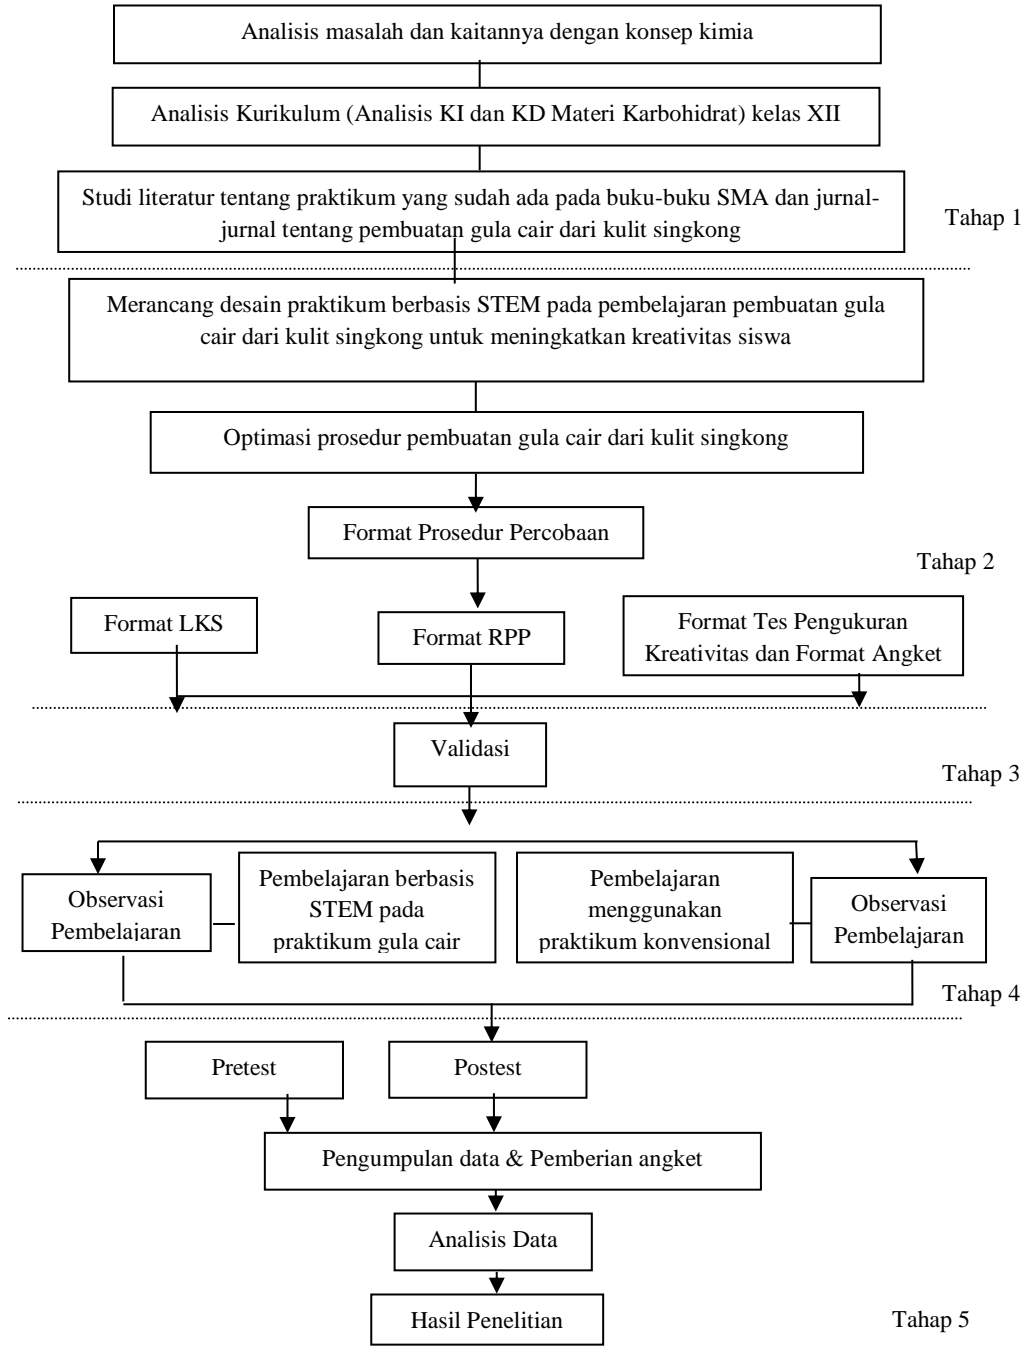 Analisis masalah dan kaitannya dengan konsep kimia
Analisis Kurikulum (Analisis KI dan KD Materi Karbohidrat) kelas XII
Studi literatur tentang praktikum yang sudah ada pada buku-buku SMA dan jurnal-
jurnal tentang pembuatan gula cair dari kulit singkong
Tahap 1
Merancang desain praktikum berbasis STEM pada pembelajaran pembuatan gula
cair dari kulit singkong untuk meningkatkan kreativitas siswa
Optimasi prosedur pembuatan gula cair dari kulit singkong
Format Prosedur Percobaan
Tahap 2
Format LKS
Format RPP
Format Tes Pengukuran
Kreativitas dan Format Angket
Validasi
Tahap 3
Observasi
Pembelajaran
Pembelajaran berbasis
STEM pada
praktikum gula cair
Pembelajaran
menggunakan
praktikum konvensional
Observasi
Pembelajaran
Tahap 4
Pretest
Postest
Pengumpulan data & Pemberian angket
Analisis Data
Hasil Penelitian
Tahap 5